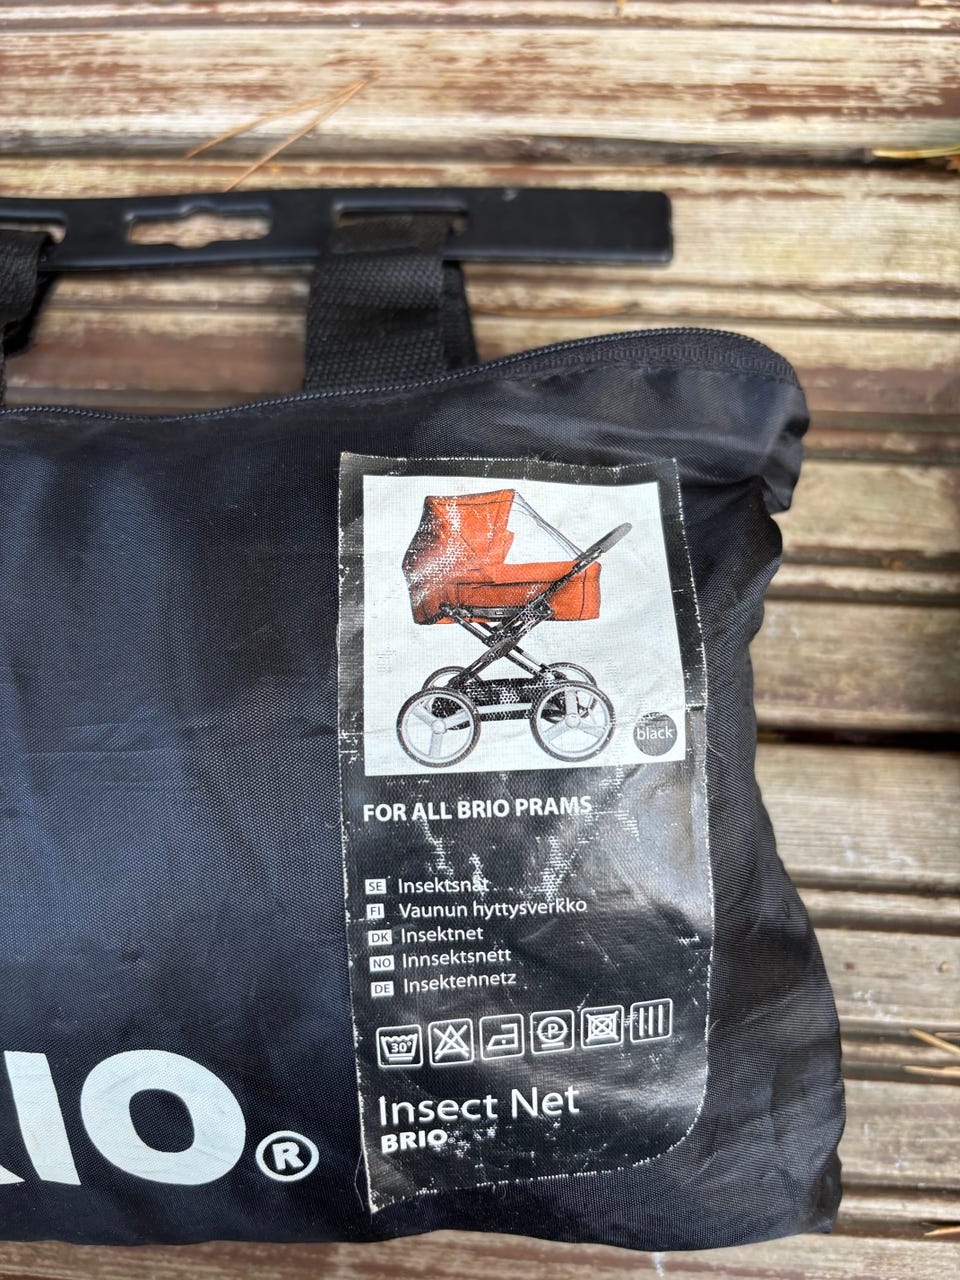 black
FOR ALL BRIO PRAMS
SE Insektsnät
FI Vaunun hyttysverkko
DK Insektnet
NO Innsektsnett
DE Insektennetz
30° P
Insect Net
BRIO
RIO®